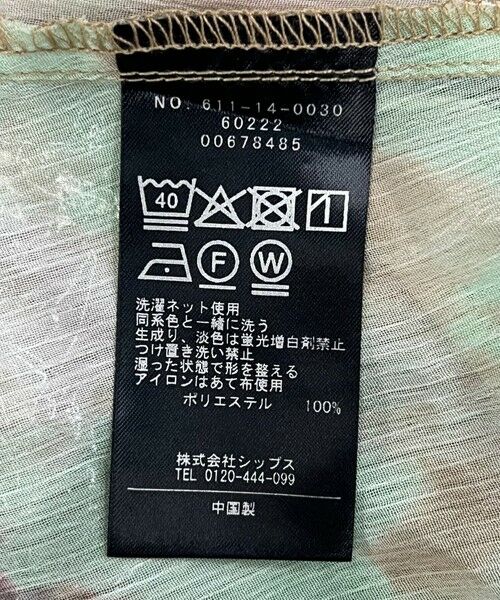 NO. 611-14-0030
60222
00678485
40
F W
洗濯ネット使用
同系色と一緒に洗う
生成り、淡色は蛍光増白剤禁止
つけ置き洗い禁止
湿った状態で形を整える
アイロンはあて布使用
ポリエステル 100%
株式会社シップス
TEL 0120-444-099
中国製